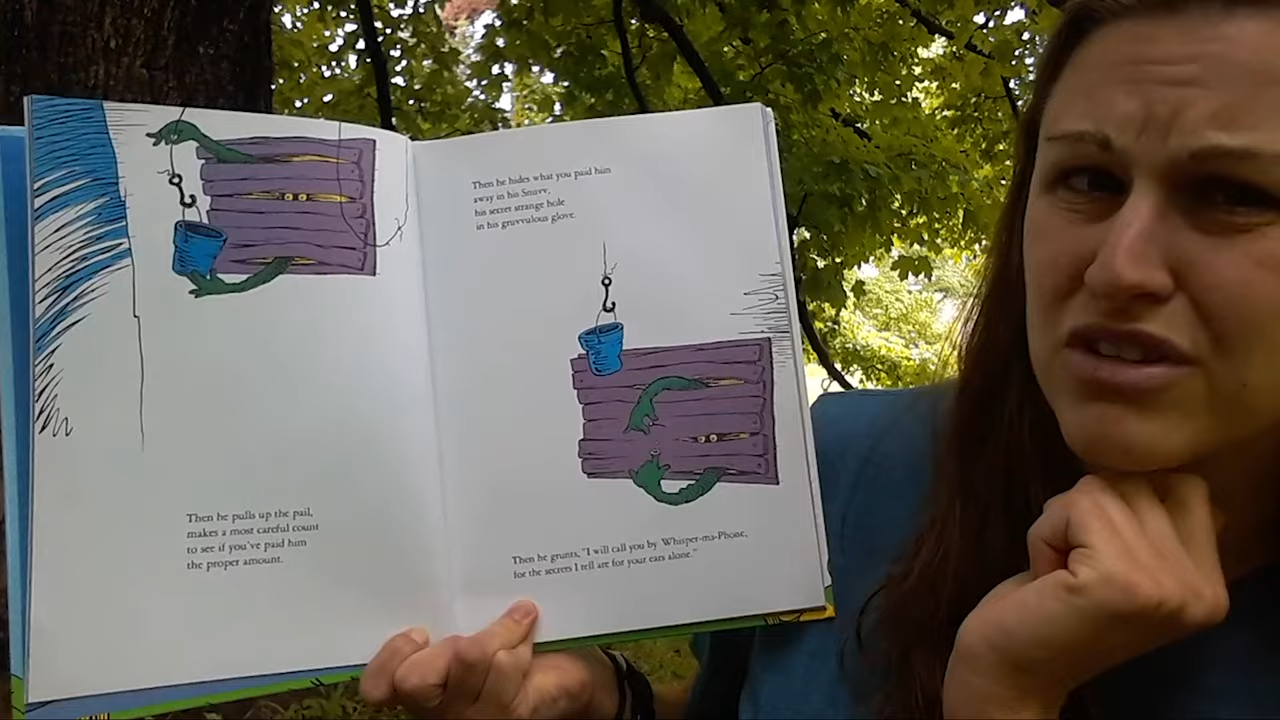 Then he pulls up the pail,
makes a most careful count
to see if you've paid him
the proper amount.
Then he hides what you paid him
away in his Snuvv,
his secret strange hole
in his gruvvulous glove.
Then he grunts, "I will call you by Whisper-ma-Phone,
for the secrets I tell are for your ears alone."